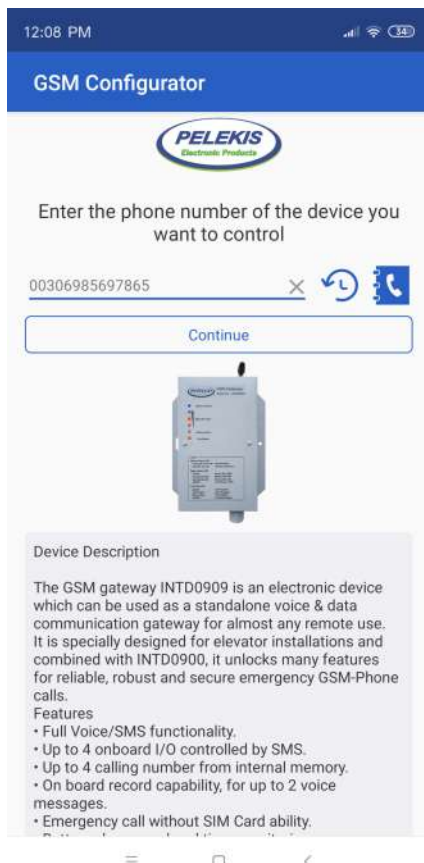 12:08 PM
34
GSM Configurator
PELEKIS
Electronic Products
Enter the phone number of the device you
want to control
00306985697865
Continue
PELEKIS
Device Description
The GSM gateway INTD0909 is an electronic device
which can be used as a standalone voice & data
communication gateway for almost any remote use.
It is specially designed for elevator installations and
combined with INTD0900, it unlocks many features
for reliable, robust and secure emergency GSM-Phone
calls.
Features
• Full Voice/SMS functionality.
• Up to 4 onboard I/O controlled by SMS.
• Up to 4 calling number from internal memory.
• On board record capability, for up to 2 voice
messages.
• Emergency call without SIM Card ability.